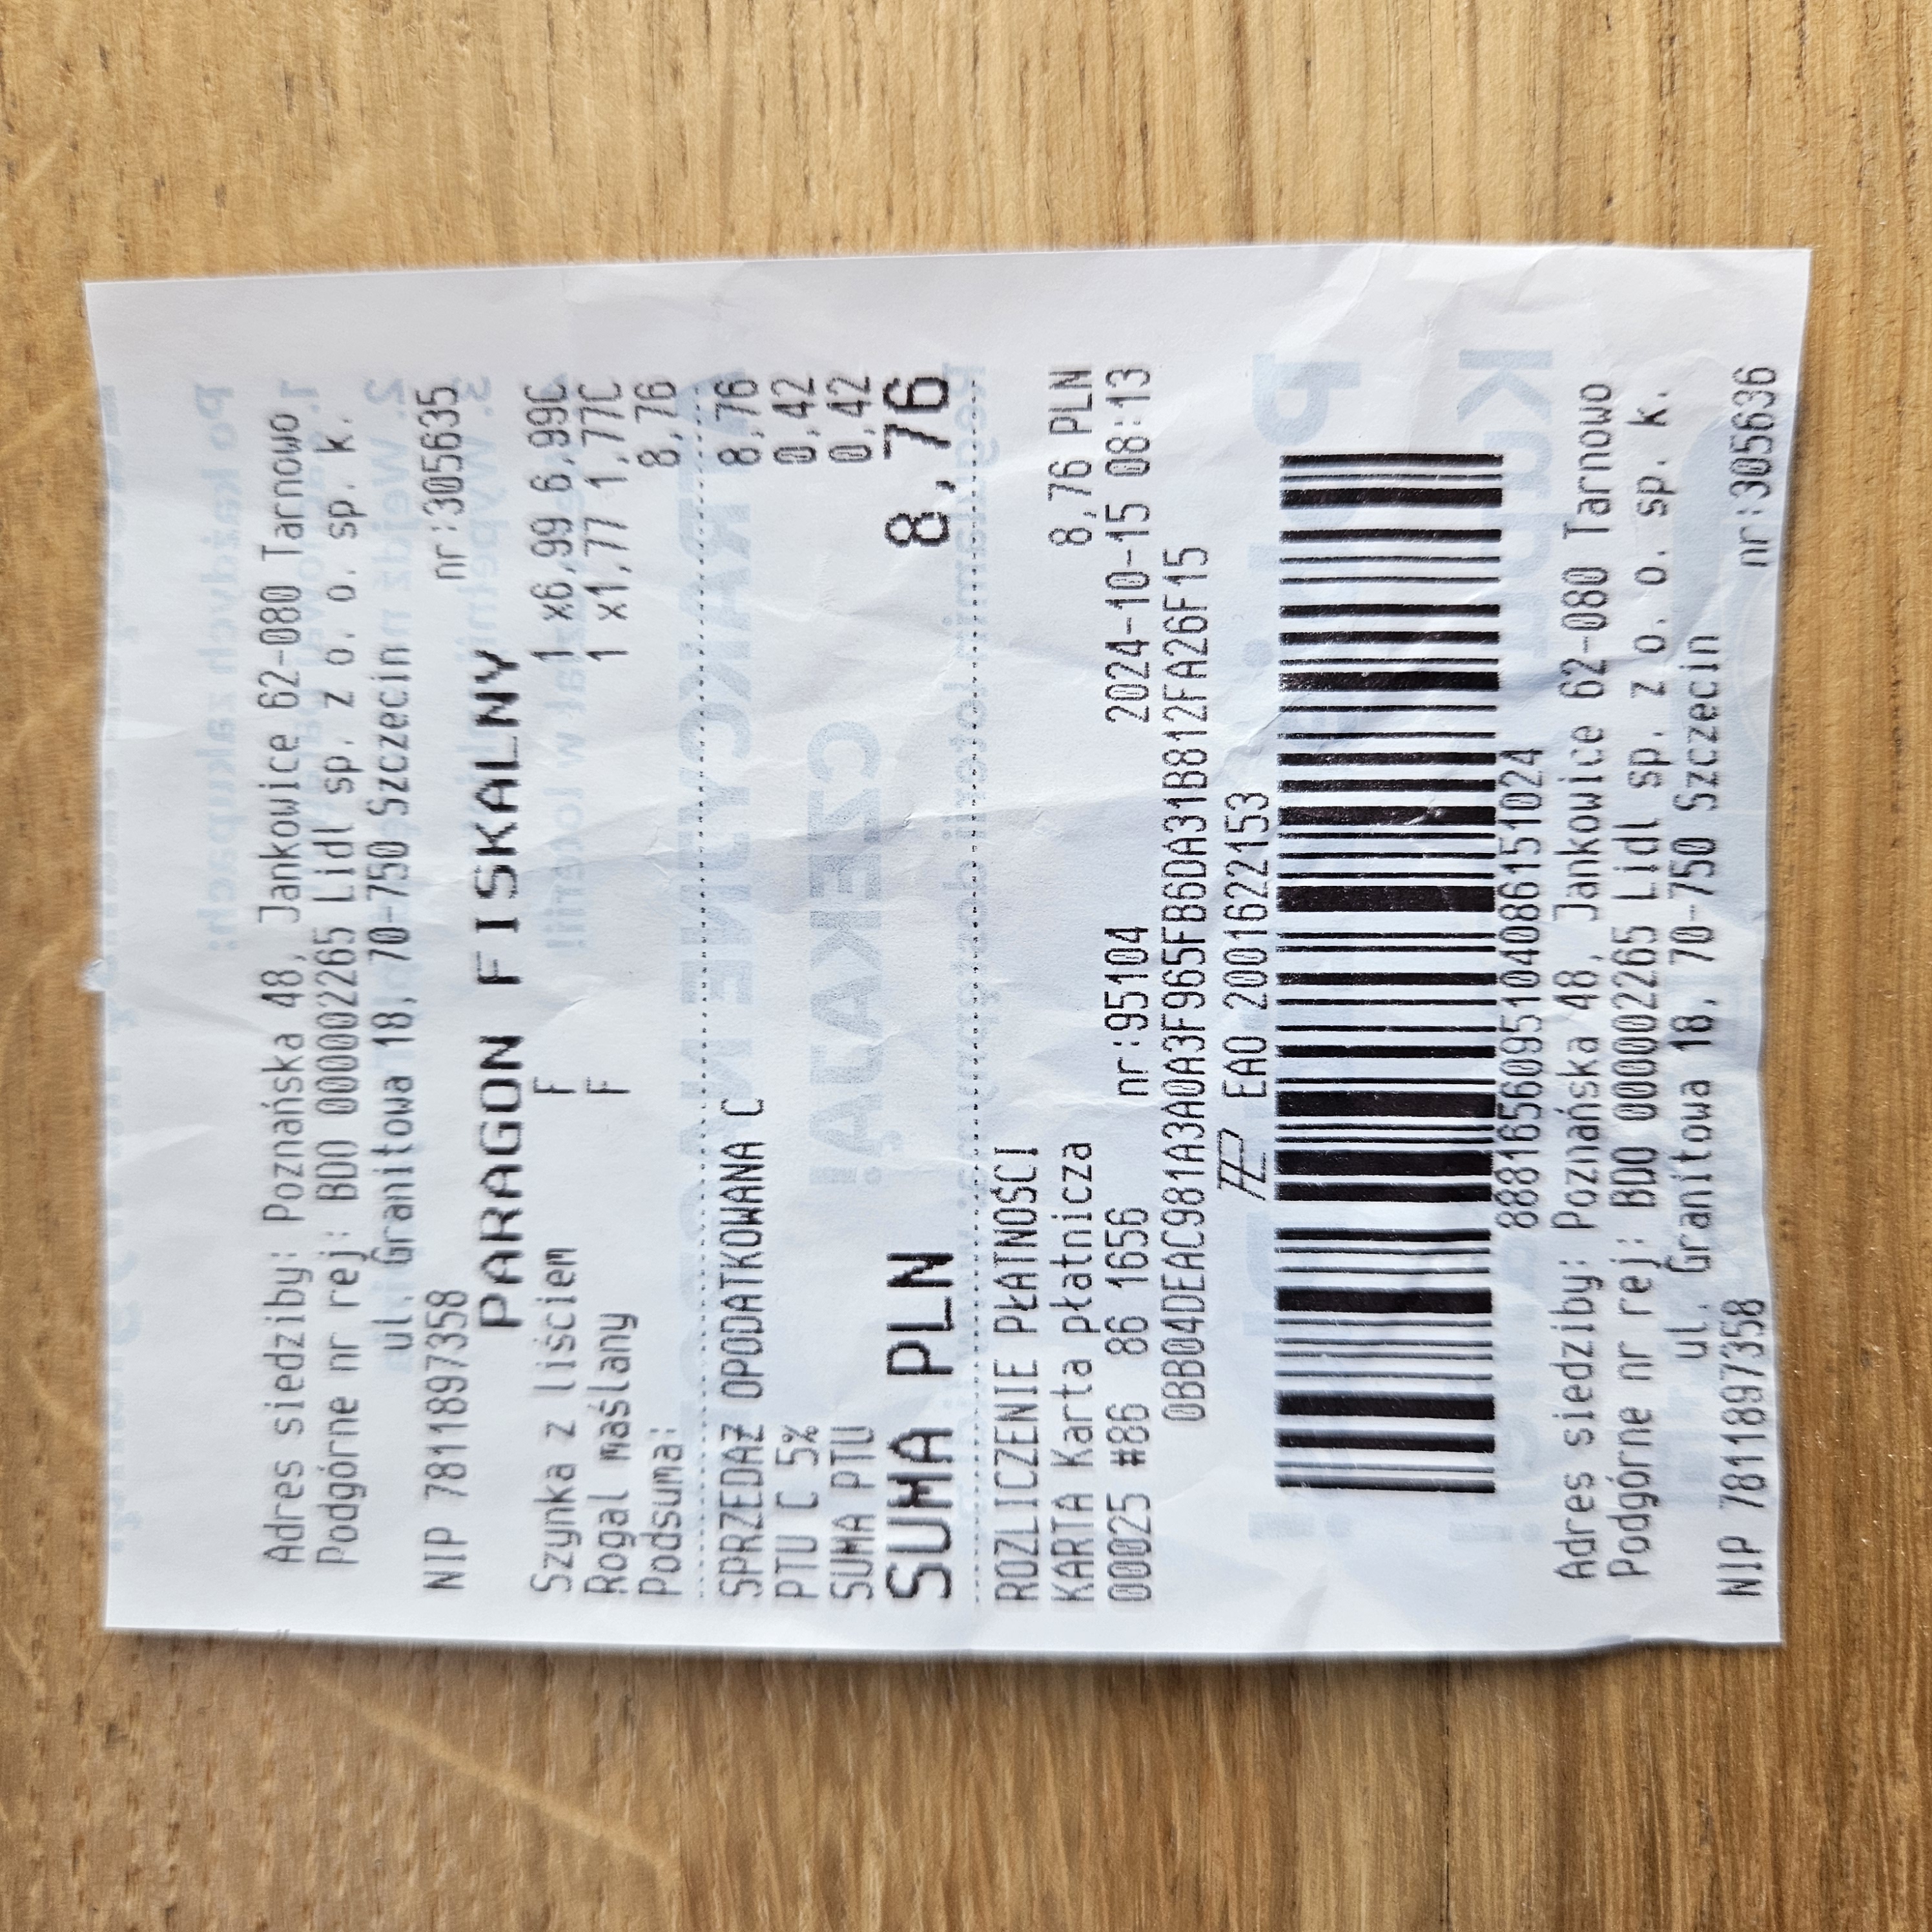 Adres siedziby: Poznańska 48, Jankowice 62-080 Tarnowo
Podgórne nr rej: BDO 000002265 Lidl sp. z o. o. sp. k.
ul. Granitowa 18, 70-750 Szczecin
NIP 7811897358 nr:305635
PARAGON FISKALNY
Szynka z liściem F 1 x6,99 6,99C
Rogal maślany F 1 x1,77 1,77C
Podsuma: 8,76
SPRZEDAŻ OPODATKOWANA C 8,76
PTU C 5% 0,42
SUMA PTU 0,42
SUMA PLN 8,76
ROZLICZENIE PŁATNOŚCI
KARTA Karta płatnicza 8,76 PLN
00025 #86 86 1656 nr:95104 2024-10-15 08:13
0BB04DEAC981A3A0A3F965FB6DA31B812FA26F15
EAO 2001622153
8881656095104086151024
Adres siedziby: Poznańska 48, Jankowice 62-080 Tarnowo
Podgórne nr rej: BDO 000002265 Lidl sp. z o. o. sp. k.
ul. Granitowa 18, 70-750 Szczecin
NIP 7811897358 nr:305636